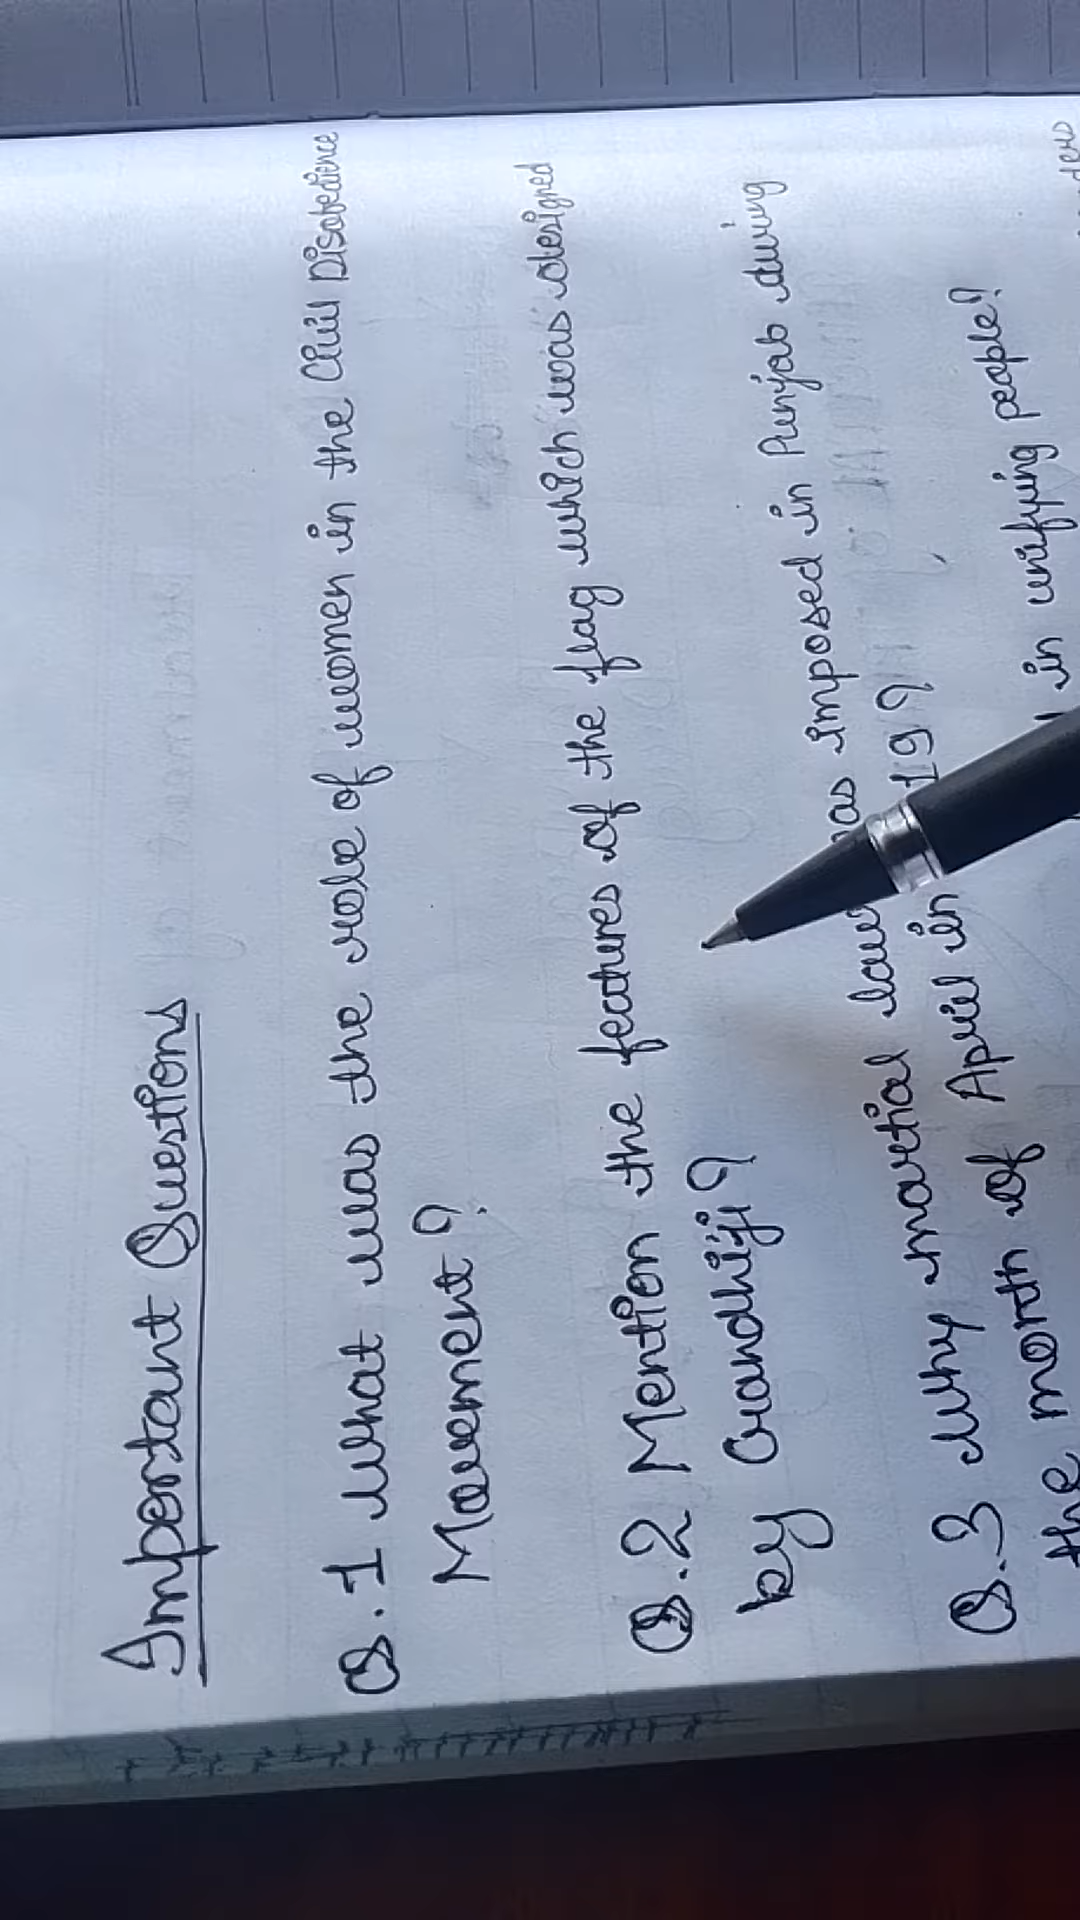 Important Questions
Q.1 What was the role of women in the Civil Disobedience
Movement?
Q.2 Mention the features of the flag which was designed
by Gandhiji?
Q.3 Why martial law was imposed in Punjab during
the month of April in 1919?
in unifying people?